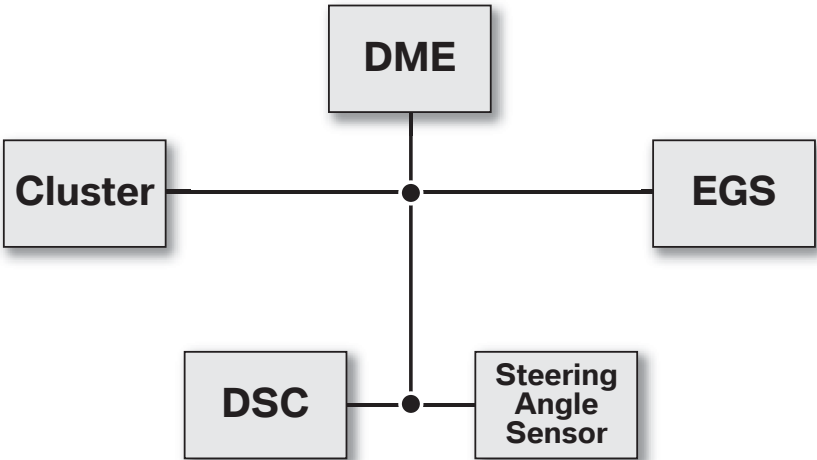 DME
Cluster
EGS
DSC
Steering
Angle
Sensor